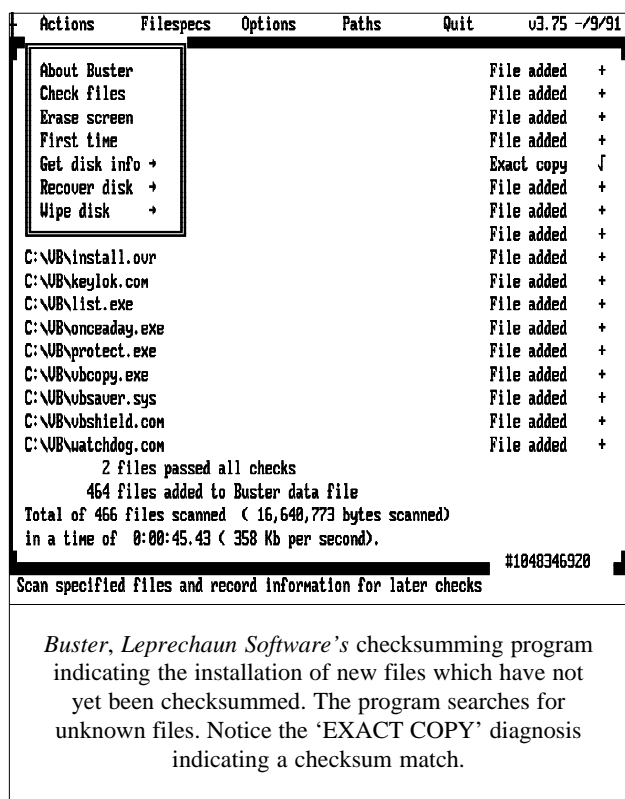 Actions Filespecs Options Paths Quit v3.75 -/9/91
About Buster File added +
Check files File added +
Erase screen File added +
First time File added +
Get disk info → Exact copy √
Recover disk → File added +
Wipe disk → File added +
File added +
C:\VB\install.ovr File added +
C:\VB\keylok.com File added +
C:\VB\list.exe File added +
C:\VB\onceaday.exe File added +
C:\VB\protect.exe File added +
C:\VB\vbcopy.exe File added +
C:\VB\vbsaver.sys File added +
C:\VB\vbshield.com File added +
C:\VB\watchdog.com File added +
2 files passed all checks
464 files added to Buster data file
Total of 466 files scanned ( 16,640,773 bytes scanned)
in a time of 0:00:45.43 ( 358 Kb per second).
#1048346920
Scan specified files and record information for later checks
Buster, Leprechaun Software's checksumming program
indicating the installation of new files which have not
yet been checksummed. The program searches for
unknown files. Notice the ‘EXACT COPY’ diagnosis
indicating a checksum match.